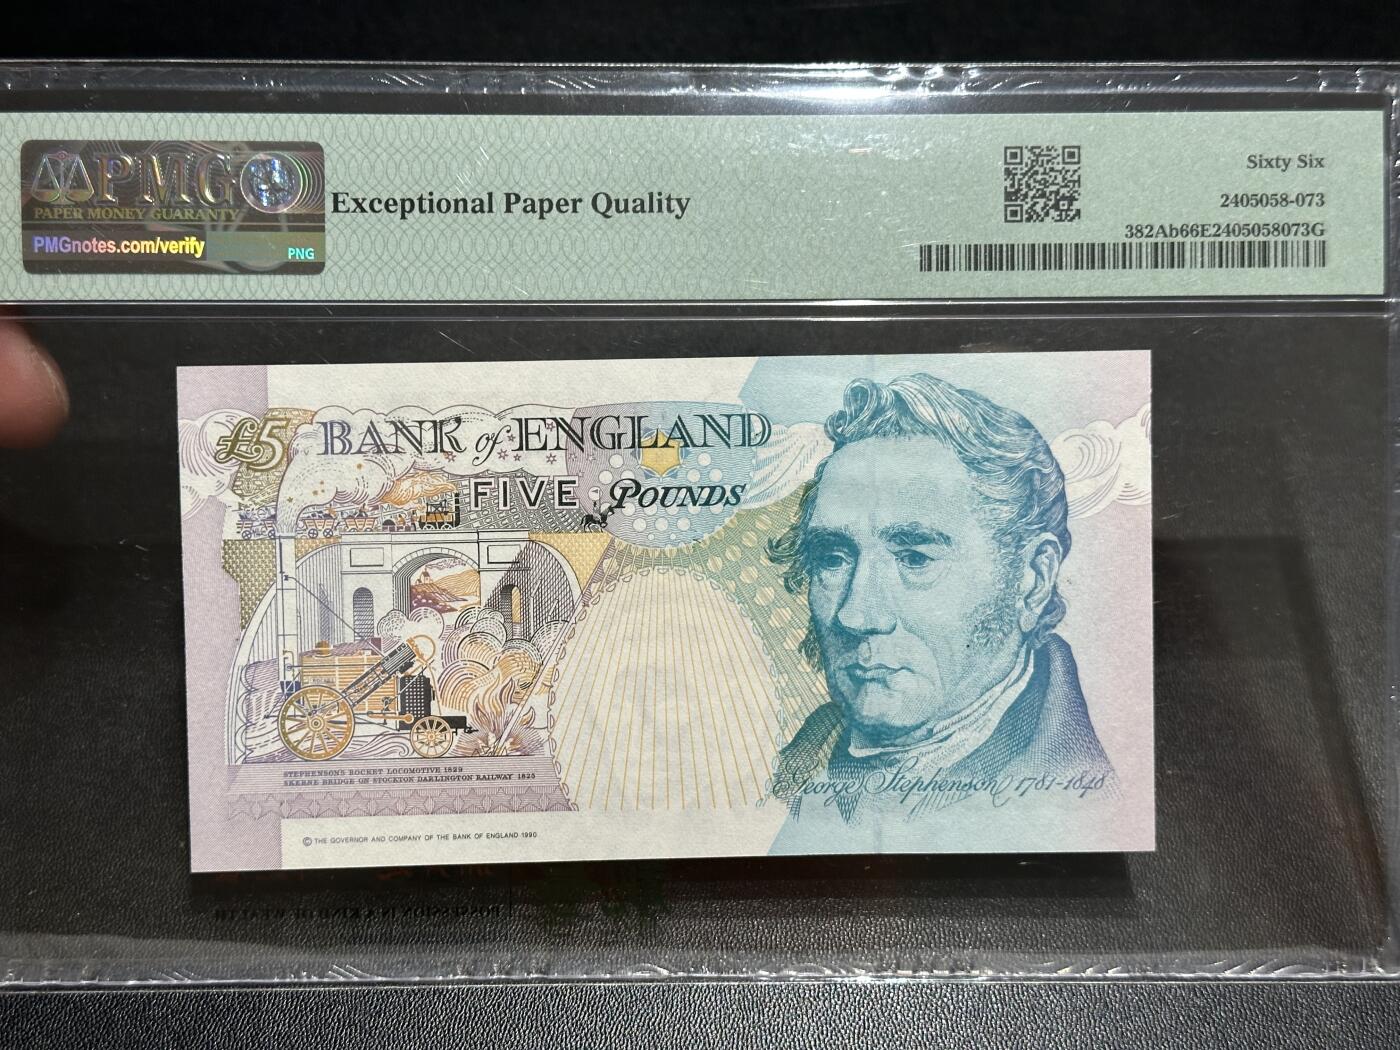 PMG
PAPER MONEY GUARANTY
PMGnotes.com/verify
PNG
Exceptional Paper Quality
Sixty Six
2405058-073
382Ab66E2405058073G
£5
BANK of ENGLAND
FIVE POUNDS
ROCKET
STEPHENSON'S ROCKET LOCOMOTIVE 1829
SKERNE BRIDGE ON STOCKTON DARLINGTON RAILWAY 1825
George Stephenson 1781-1848
© THE GOVERNOR AND COMPANY OF THE BANK OF ENGLAND 1990